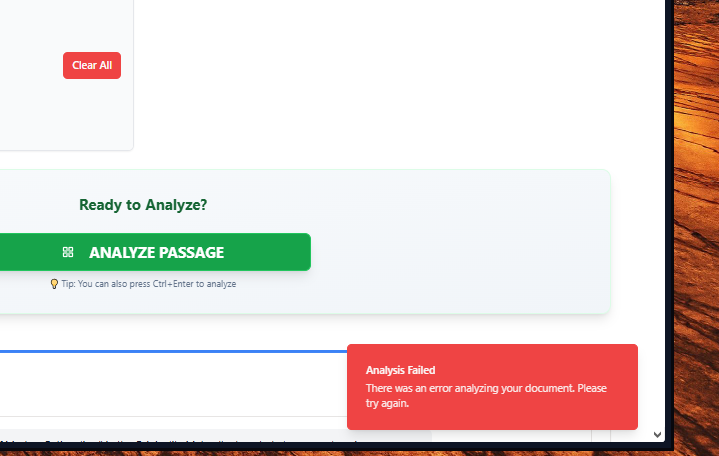 Clear All
Ready to Analyze?
ANALYZE PASSAGE
Tip: You can also press Ctrl+Enter to analyze
Analysis Failed
There was an error analyzing your document. Please
try again.